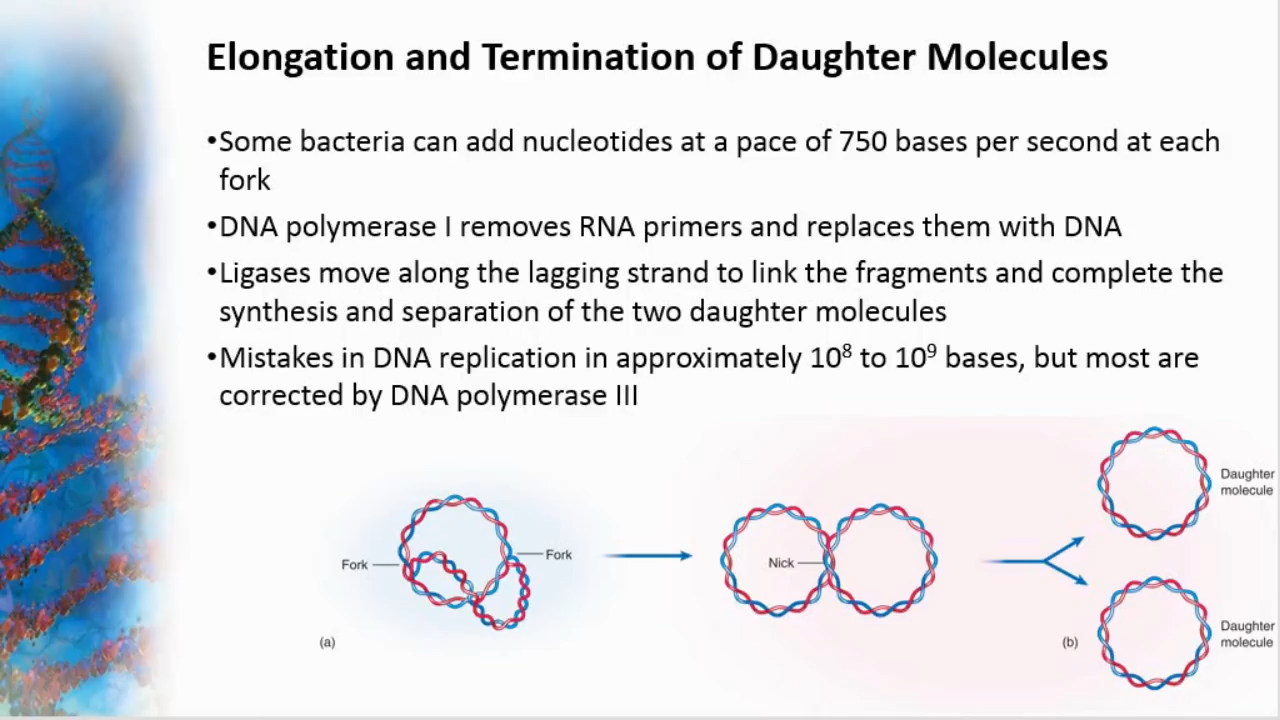 Elongation and Termination of Daughter Molecules
•Some bacteria can add nucleotides at a pace of 750 bases per second at each
fork
•DNA polymerase I removes RNA primers and replaces them with DNA
•Ligases move along the lagging strand to link the fragments and complete the
synthesis and separation of the two daughter molecules
•Mistakes in DNA replication in approximately 10⁸ to 10⁹ bases, but most are
corrected by DNA polymerase III
Fork
Fork
(a)
Nick
(b)
Daughter
molecule
Daughter
molecule